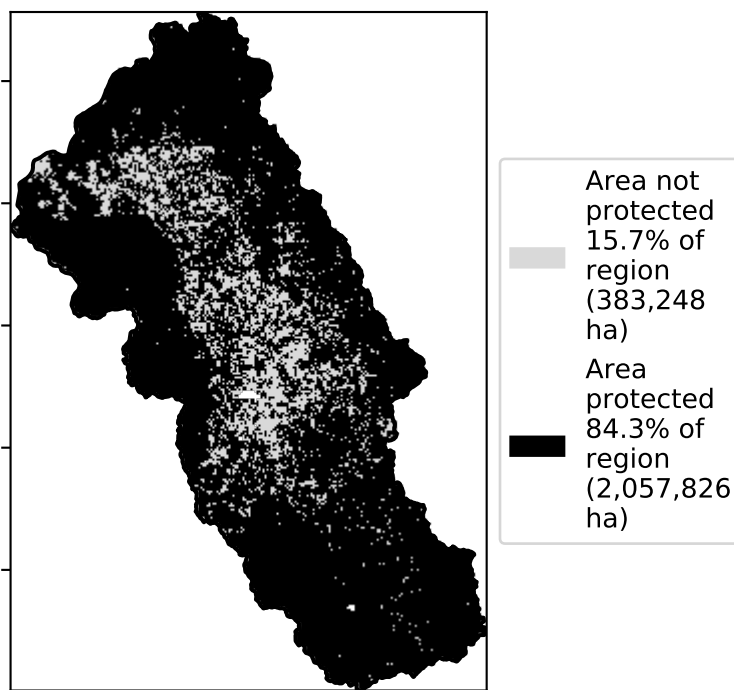 Area not
protected
15.7% of
region
(383,248
ha)
Area
protected
84.3% of
region
(2,057,826
ha)